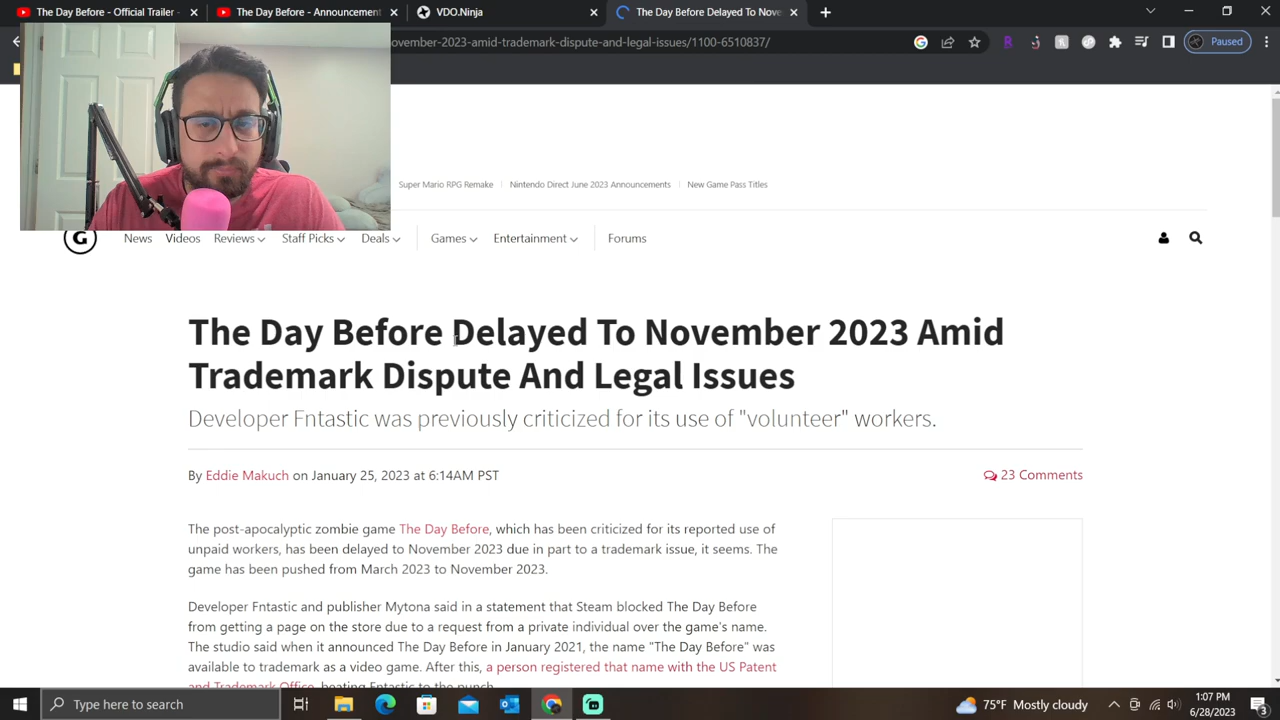 The Day Before - Official Trailer
The Day Before - Announcement
VDO.Ninja
The Day Before Delayed To Nov
ovember-2023-amid-trademark-dispute-and-legal-issues/1100-6510837/
Paused
Super Mario RPG Remake
Nintendo Direct June 2023 Announcements
New Game Pass Titles
G
News
Videos
Reviews
Staff Picks
Deals
Games
Entertainment
Forums
The Day Before Delayed To November 2023 Amid
Trademark Dispute And Legal Issues
Developer Fntastic was previously criticized for its use of "volunteer" workers.
By Eddie Makuch on January 25, 2023 at 6:14AM PST
23 Comments
The post-apocalyptic zombie game The Day Before, which has been criticized for its reported use of
unpaid workers, has been delayed to November 2023 due in part to a trademark issue, it seems. The
game has been pushed from March 2023 to November 2023.
Developer Fntastic and publisher Mytona said in a statement that Steam blocked The Day Before
from getting a page on the store due to a request from a private individual over the game's name.
The studio said when it announced The Day Before in January 2021, the name "The Day Before" was
available to trademark as a video game. After this, a person registered that name with the US Patent
and Trademark Office, beating Fntastic to the punch.
Type here to search
75°F Mostly cloudy
1:07 PM
6/28/2023
3